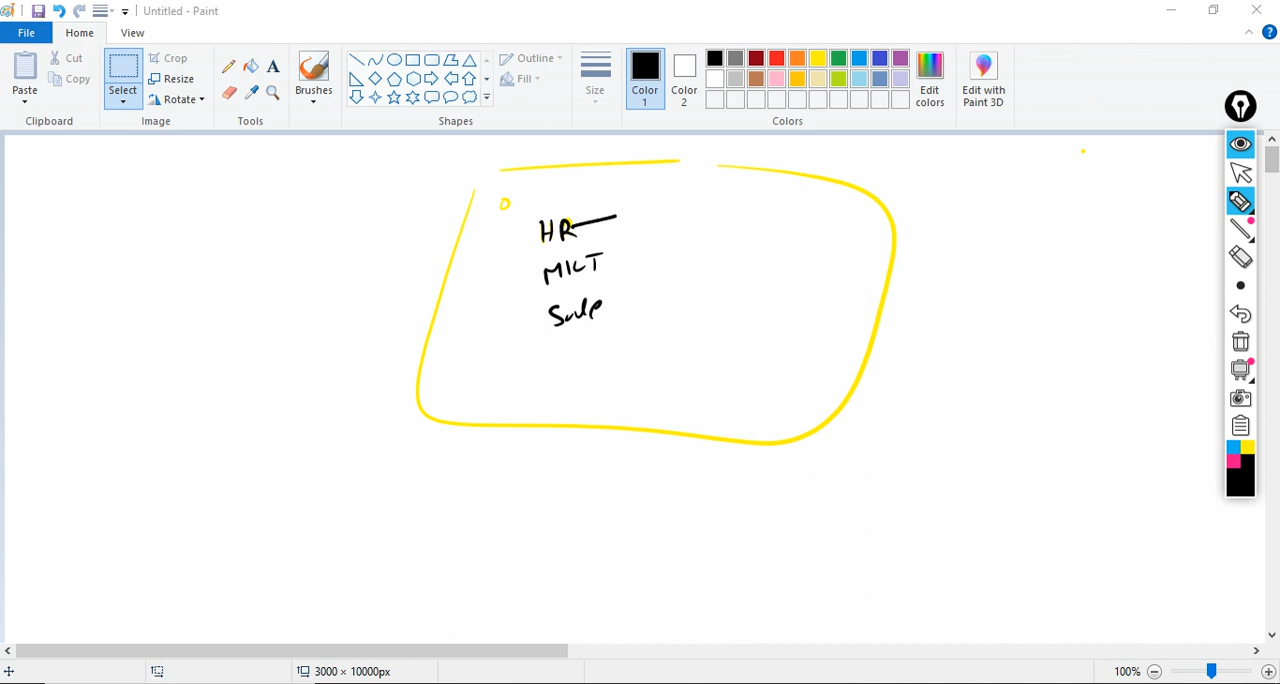 Untitled - Paint
File Home View
Paste
Cut
Copy
Clipboard
Select
Crop
Resize
Rotate
Image
Tools
Brushes
Shapes
Outline
Fill
Size
Color 1
Color 2
Edit colors
Colors
Edit with Paint 3D
HR
MKT
3000 × 10000px
100%